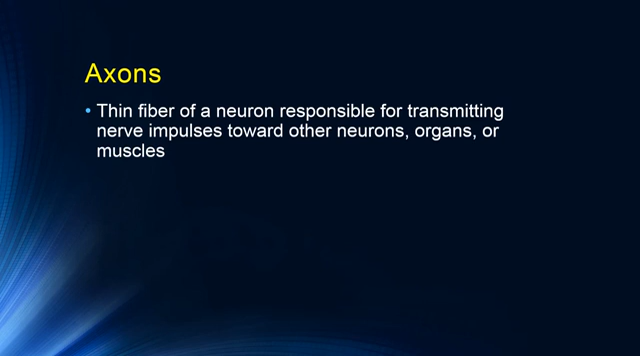 Axons
• Thin fiber of a neuron responsible for transmitting
nerve impulses toward other neurons, organs, or
muscles